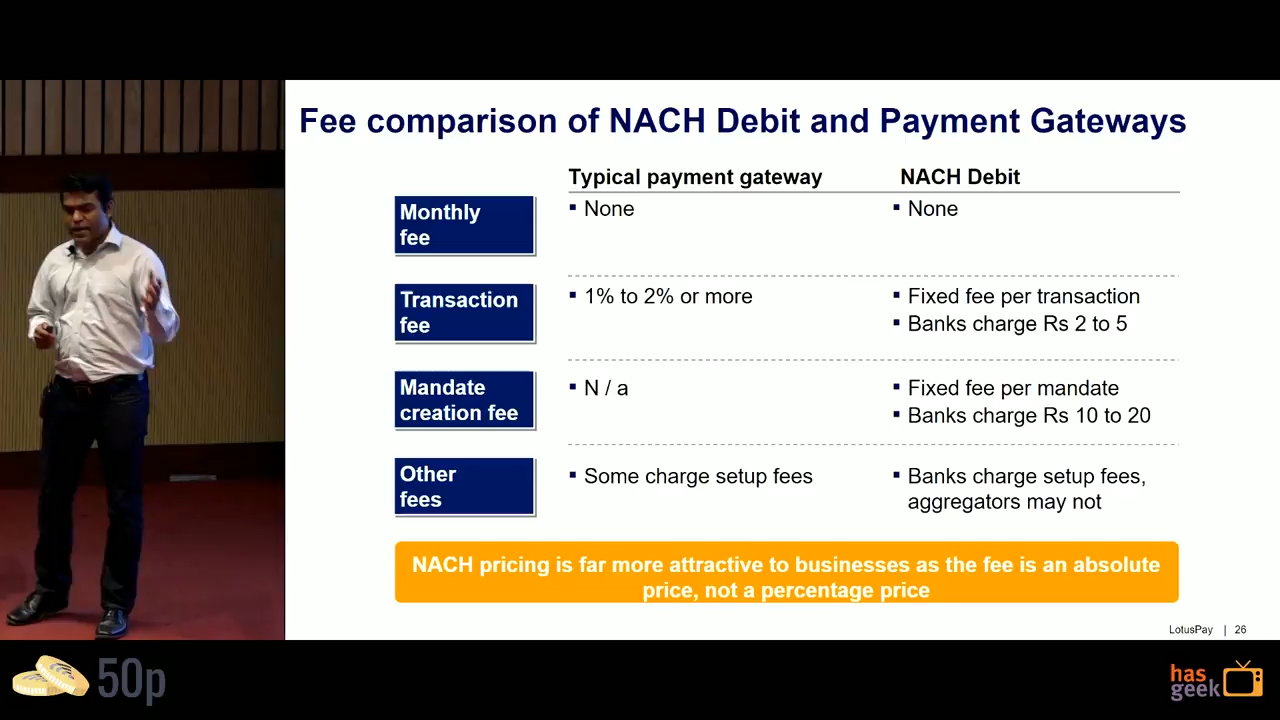 Fee comparison of NACH Debit and Payment Gateways
Typical payment gateway
NACH Debit
Monthly
fee
▪ None
▪ None
Transaction
fee
▪ 1% to 2% or more
▪ Fixed fee per transaction
▪ Banks charge Rs 2 to 5
Mandate
creation fee
▪ N / a
▪ Fixed fee per mandate
▪ Banks charge Rs 10 to 20
Other
fees
▪ Some charge setup fees
▪ Banks charge setup fees,
aggregators may not
NACH pricing is far more attractive to businesses as the fee is an absolute
price, not a percentage price
LotusPay | 26
50p
has
geek